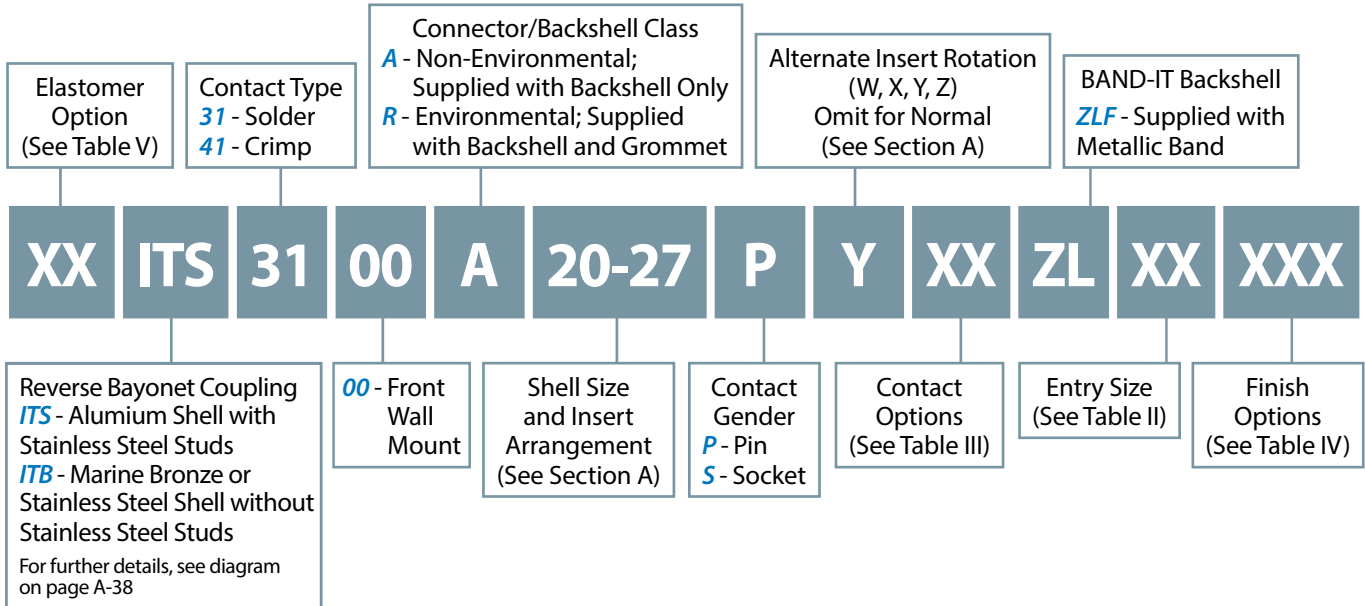 Elastomer
Option
(See Table V)
Contact Type
31 - Solder
41 - Crimp
Connector/Backshell Class
A - Non-Environmental;
Supplied with Backshell Only
R - Environmental; Supplied
with Backshell and Grommet
Alternate Insert Rotation
(W, X, Y, Z)
Omit for Normal
(See Section A)
BAND-IT Backshell
ZLF - Supplied with
Metallic Band
XX ITS 31 00 A 20-27 P Y XX ZL XX XXX
Reverse Bayonet Coupling
ITS - Alumium Shell with
Stainless Steel Studs
ITB - Marine Bronze or
Stainless Steel Shell without
Stainless Steel Studs
For further details, see diagram
on page A-38
00 - Front
Wall
Mount
Shell Size
and Insert
Arrangement
(See Section A)
Contact
Gender
P - Pin
S - Socket
Contact
Options
(See Table III)
Entry Size
(See Table II)
Finish
Options
(See Table IV)